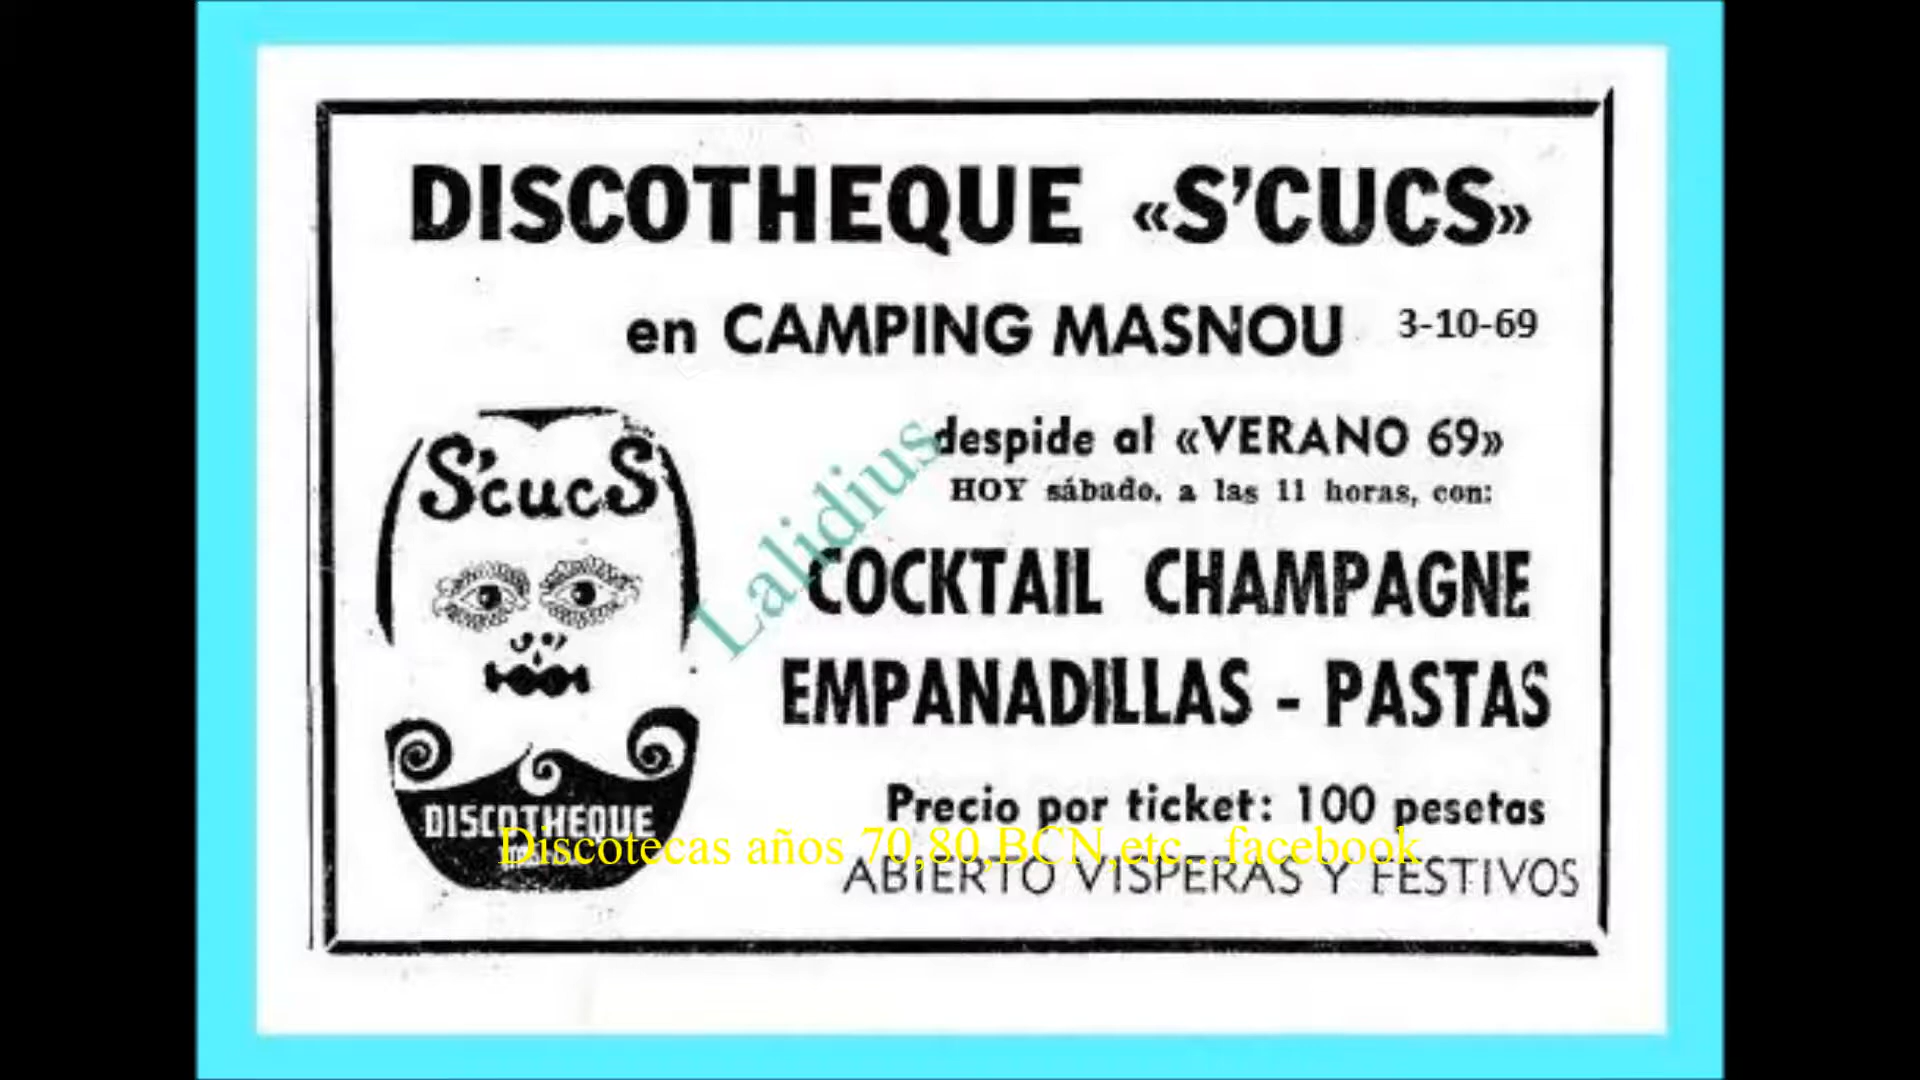 DISCOTHEQUE «S'CUCS»
en CAMPING MASNOU 3-10-69
despide al «VERANO 69»
HOY sábado, a las 11 horas, con:
COCKTAIL CHAMPAGNE
EMPANADILLAS - PASTAS
Precio por ticket: 100 pesetas
ABIERTO VISPERAS Y FESTIVOS
S'cucS
DISCOTHEQUE
Lalidius
Discotecas años 70,80,BCN,etc...facebook